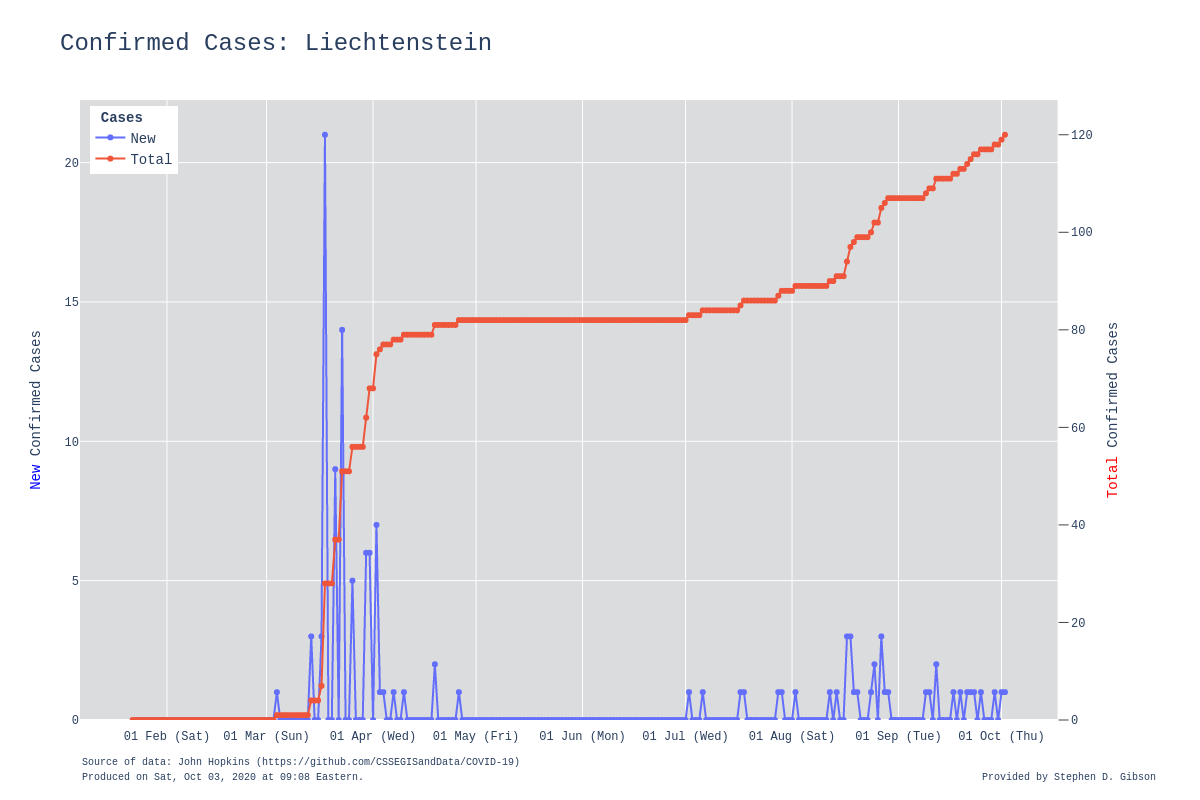 Confirmed Cases: Liechtenstein
Cases
New
Total
20
15
10
5
0
120
100
80
60
40
20
0
New Confirmed Cases
Total Confirmed Cases
01 Feb (Sat) 01 Mar (Sun) 01 Apr (Wed) 01 May (Fri) 01 Jun (Mon) 01 Jul (Wed) 01 Aug (Sat) 01 Sep (Tue) 01 Oct (Thu)
Source of data: John Hopkins (https://github.com/CSSEGISandData/COVID-19)
Produced on Sat, Oct 03, 2020 at 09:08 Eastern.
Provided by Stephen D. Gibson